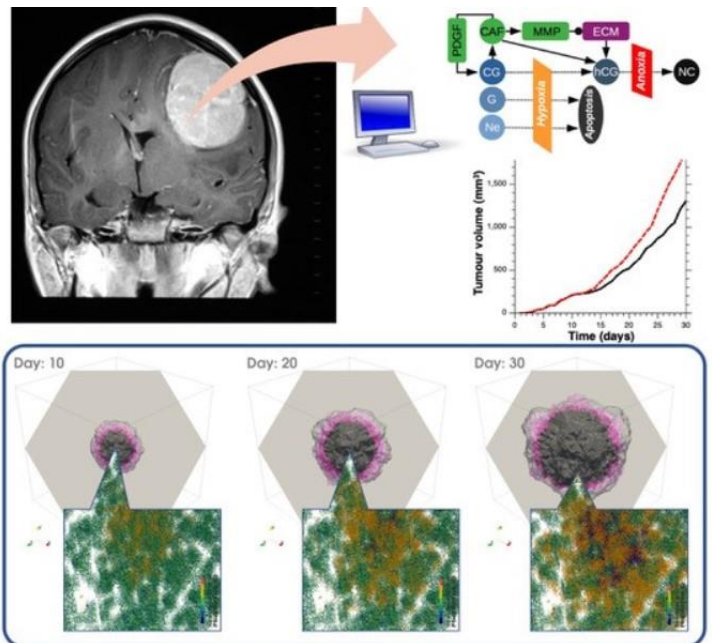 PDGF
CAF
MMP
ECM
CG
hCG
Anoxia
NC
G
Hypoxia
Apoptosis
Ne
Tumour volume (mm³)
1,500
1,000
500
0
0 5 10 15 20 25 30
Time (days)
Day: 10
Day: 20
Day: 30